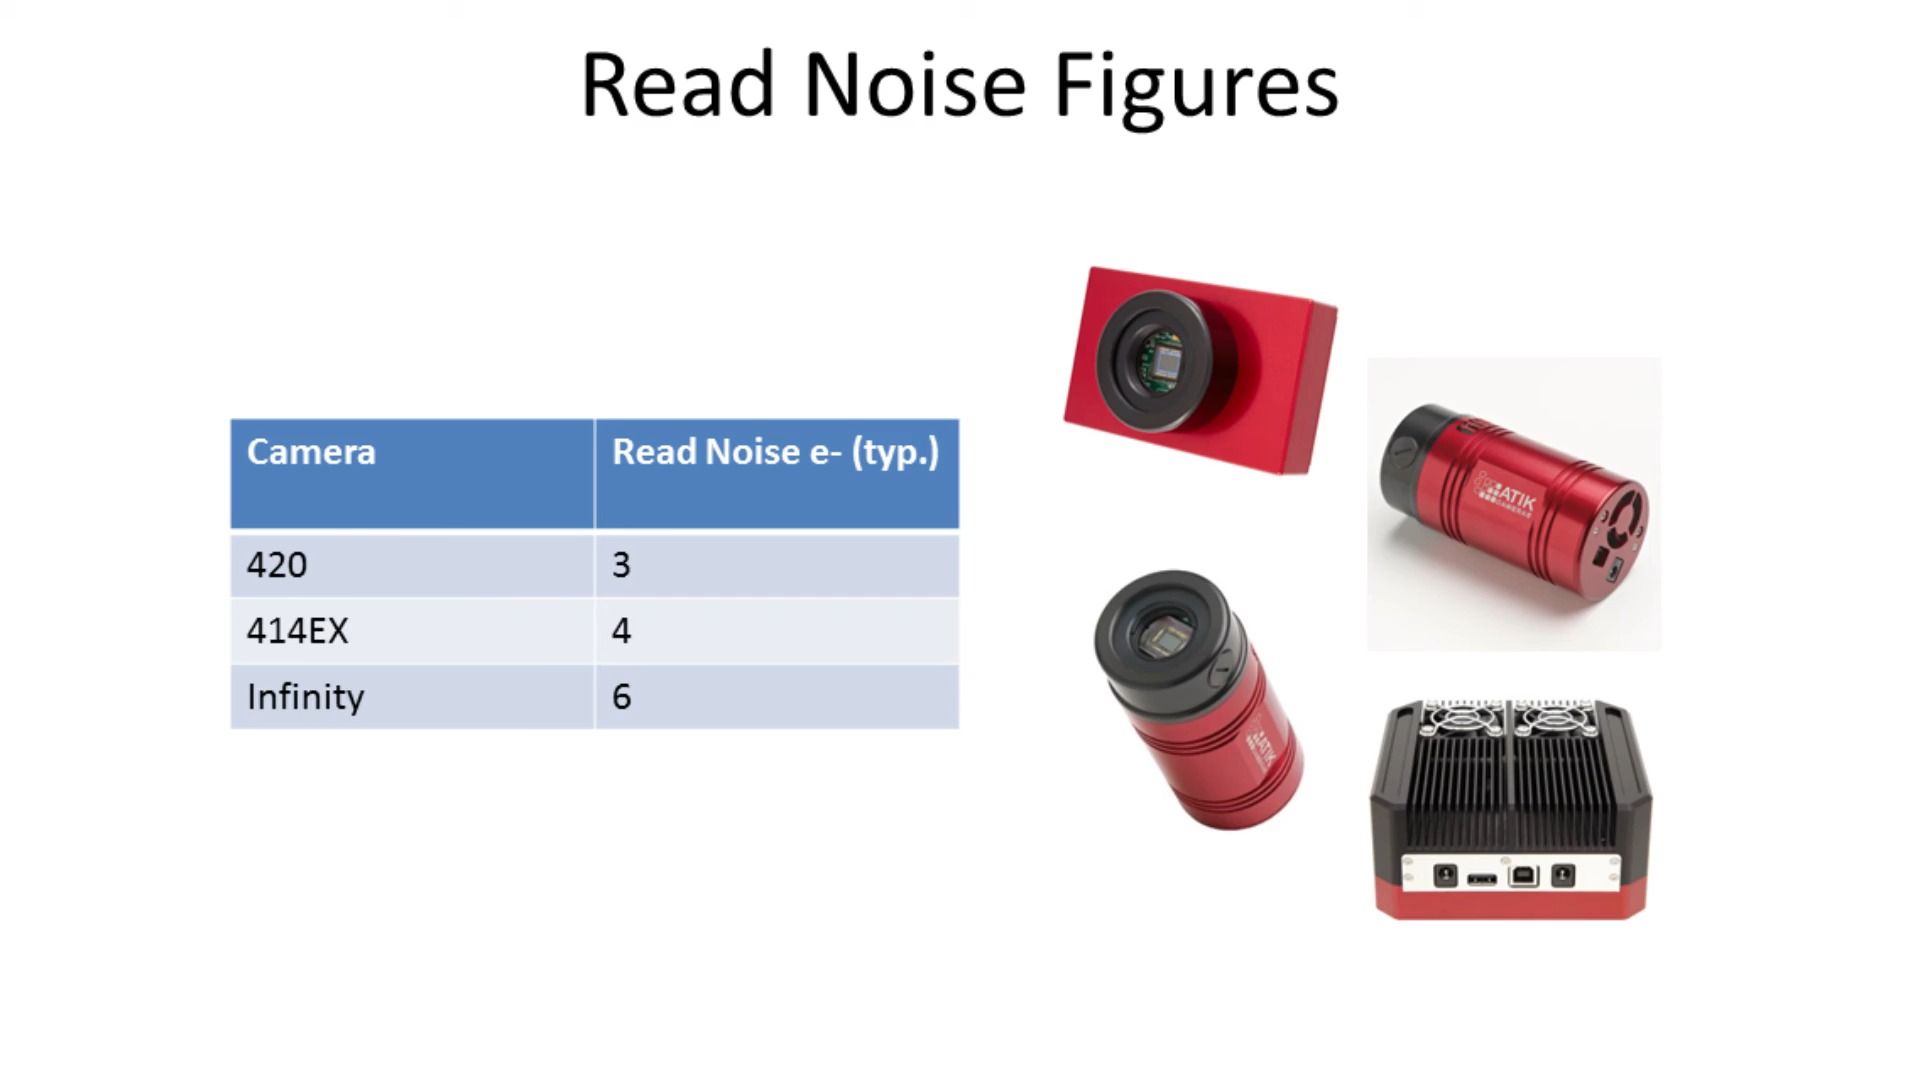 Read Noise Figures
Camera Read Noise e- (typ.)
420 3
414EX 4
Infinity 6
ATIK
ATIK